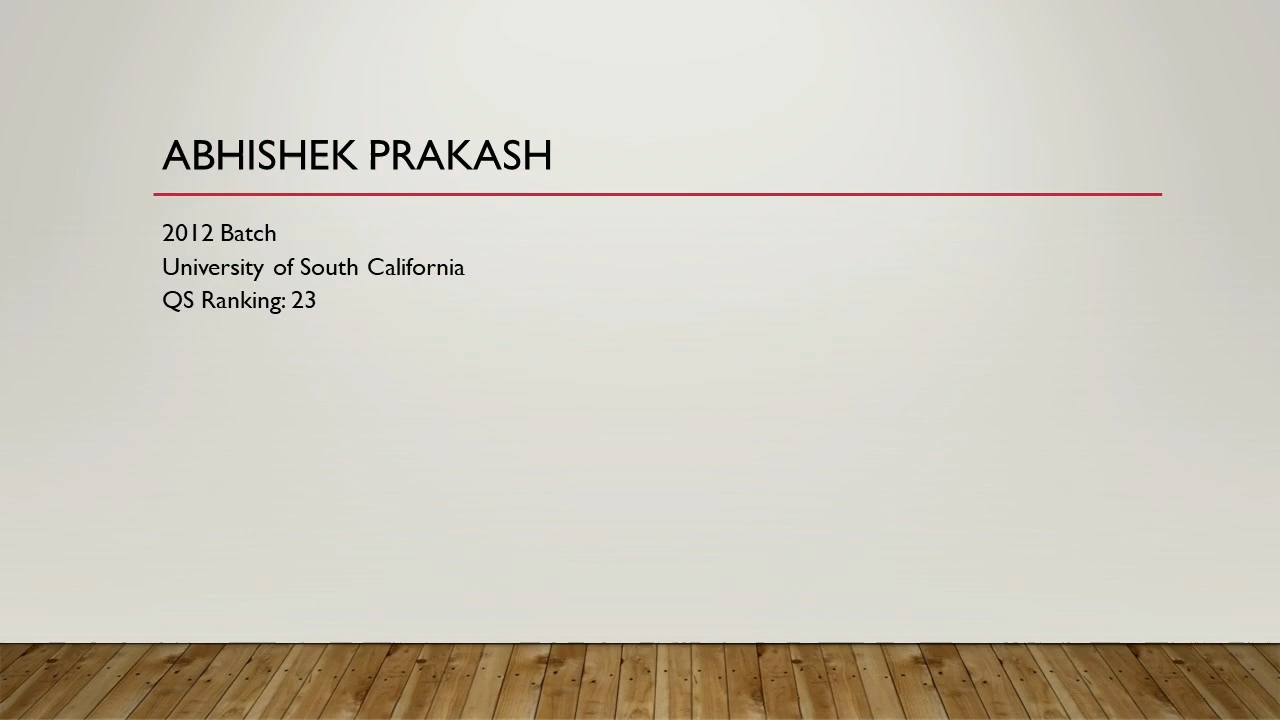 ABHISHEK PRAKASH
2012 Batch
University of South California
QS Ranking: 23